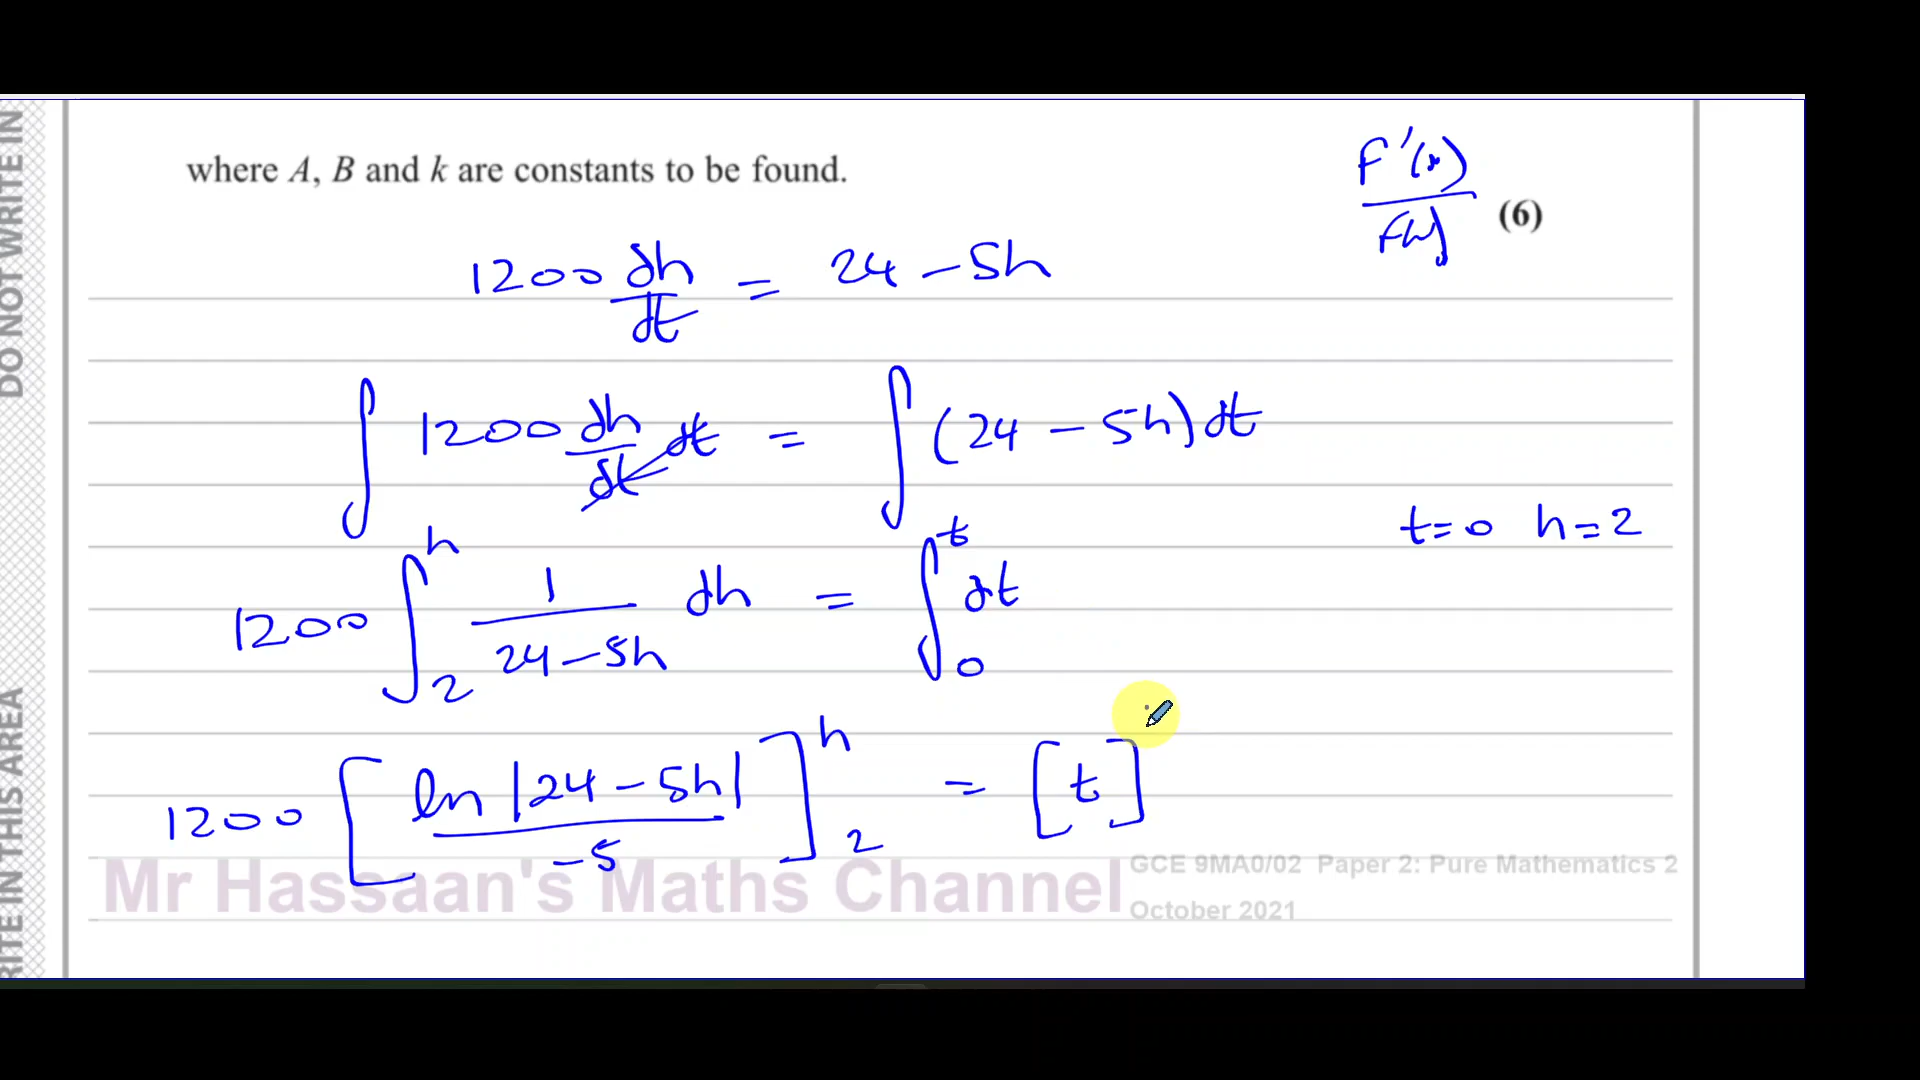 DO NOT WRITE IN
WRITE IN THIS AREA
where A, B and k are constants to be found.
F'(x)/F(x)
(6)
1200 dh/dt = 24 - 5h
∫ 1200 dh/dt dt = ∫ (24 - 5h) dt
t=0 h=2
1200 ∫₂ʰ 1/(24-5h) dh = ∫₀ᵗ dt
1200 [ln|24-5h|/-5]₂ʰ = [t]
Mr Hassaan's Maths Channel
GCE 9MA0/02 Paper 2: Pure Mathematics 2
October 2021